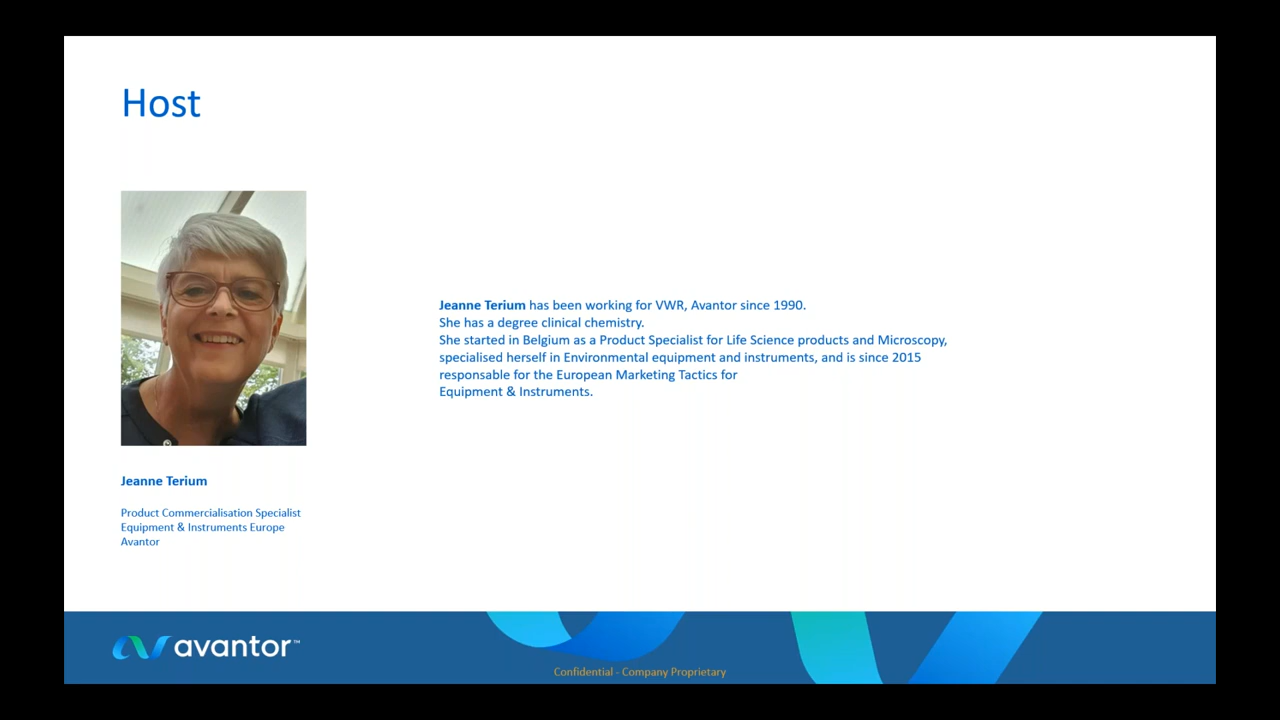 Host
Jeanne Terium has been working for VWR, Avantor since 1990.
She has a degree clinical chemistry.
She started in Belgium as a Product Specialist for Life Science products and Microscopy,
specialised herself in Environmental equipment and instruments, and is since 2015
responsable for the European Marketing Tactics for
Equipment & Instruments.
Jeanne Terium
Product Commercialisation Specialist
Equipment & Instruments Europe
Avantor
avantor™
Confidential - Company Proprietary